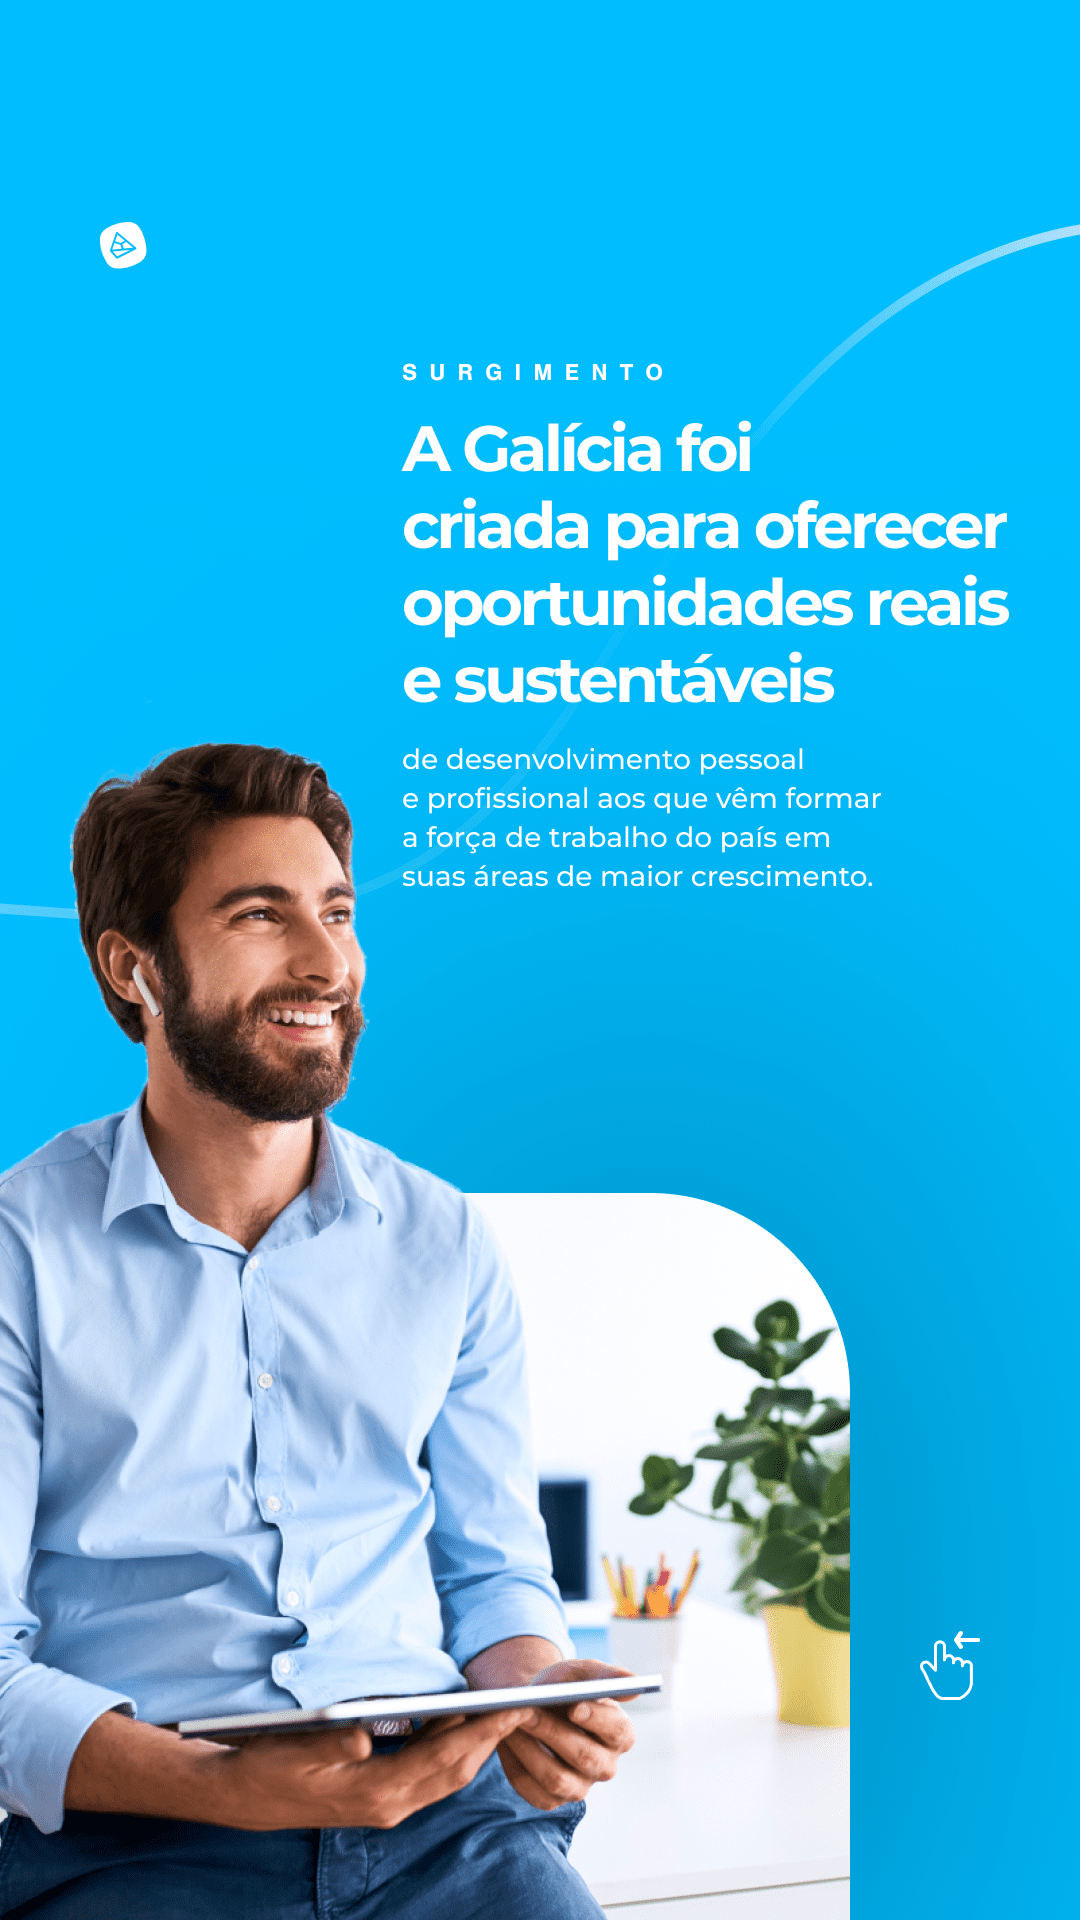 SURGIMENTO
A Galícia foi
criada para oferecer
oportunidades reais
e sustentáveis
de desenvolvimento pessoal
e profissional aos que vêm formar
a força de trabalho do país em
suas áreas de maior crescimento.